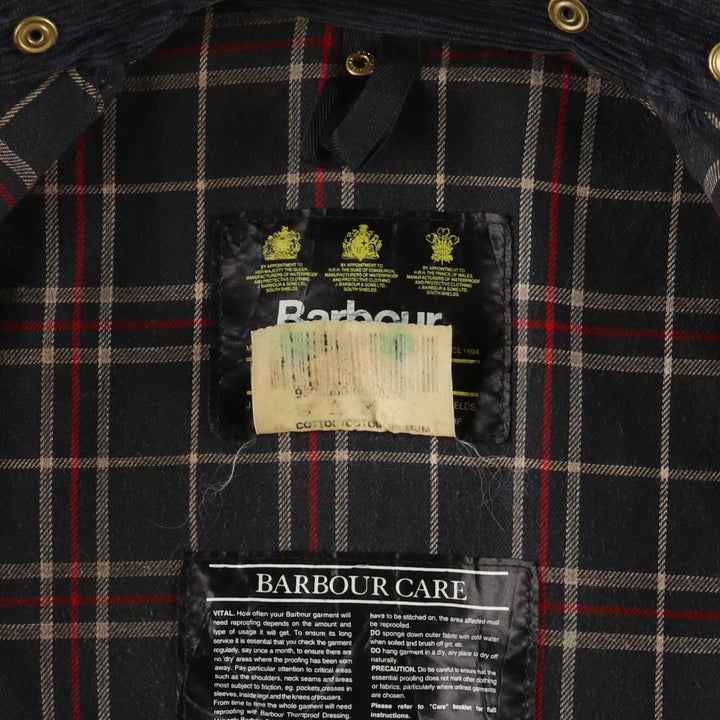 BY APPOINTMENT TO
HER MAJESTY THE QUEEN
MANUFACTURERS OF WATERPROOF
AND PROTECTIVE CLOTHING
J. BARBOUR & SONS LTD.
SOUTH SHIELDS
BY APPOINTMENT TO
H.R.H. THE DUKE OF EDINBURGH,
MANUFACTURERS OF WATERPROOF
AND PROTECTIVE CLOTHING
J. BARBOUR & SONS LTD.
SOUTH SHIELDS
BY APPOINTMENT TO
H.R.H. THE PRINCE OF WALES,
MANUFACTURERS OF WATERPROOF
AND PROTECTIVE CLOTHING
J. BARBOUR & SONS LTD.
SOUTH SHIELDS
Barbour
CE 1894
COTTON/COTON
BARBOUR CARE
VITAL. How often your Barbour garment will
need reproofing depends on the amount and
type of usage it will get. To ensure its long
service it is essential that you check the garment
regularly, say once a month, to ensure there are
no 'dry' areas where the proofing has been worn
away. Pay particular attention to critical areas
such as the shoulders, neck seams and areas
most subject to friction, eg. pockets, creases in
sleeves, inside legs and the knees of trousers.
From time to time the whole garment will need
reproofing with Barbour Thornproof Dressing.
have to be stitched on, the area affected must
be reproofed.
DO sponge down outer fabric with cold water
when soiled and brush off grit, etc.
DO hang garment in a dry, airy place to dry off
naturally.
PRECAUTION. Do be careful to ensure that the
essential proofing does not mark other clothing
or fabrics, particularly where unlined garments
are chosen.
Please refer to "Care" booklet for full
instructions.